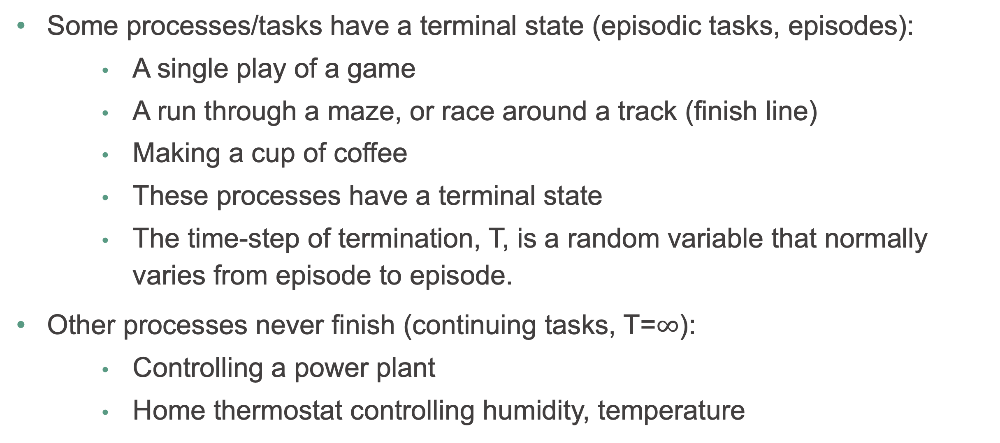 • Some processes/tasks have a terminal state (episodic tasks, episodes):
• A single play of a game
• A run through a maze, or race around a track (finish line)
• Making a cup of coffee
• These processes have a terminal state
• The time-step of termination, T, is a random variable that normally
varies from episode to episode.
• Other processes never finish (continuing tasks, T=∞):
• Controlling a power plant
• Home thermostat controlling humidity, temperature